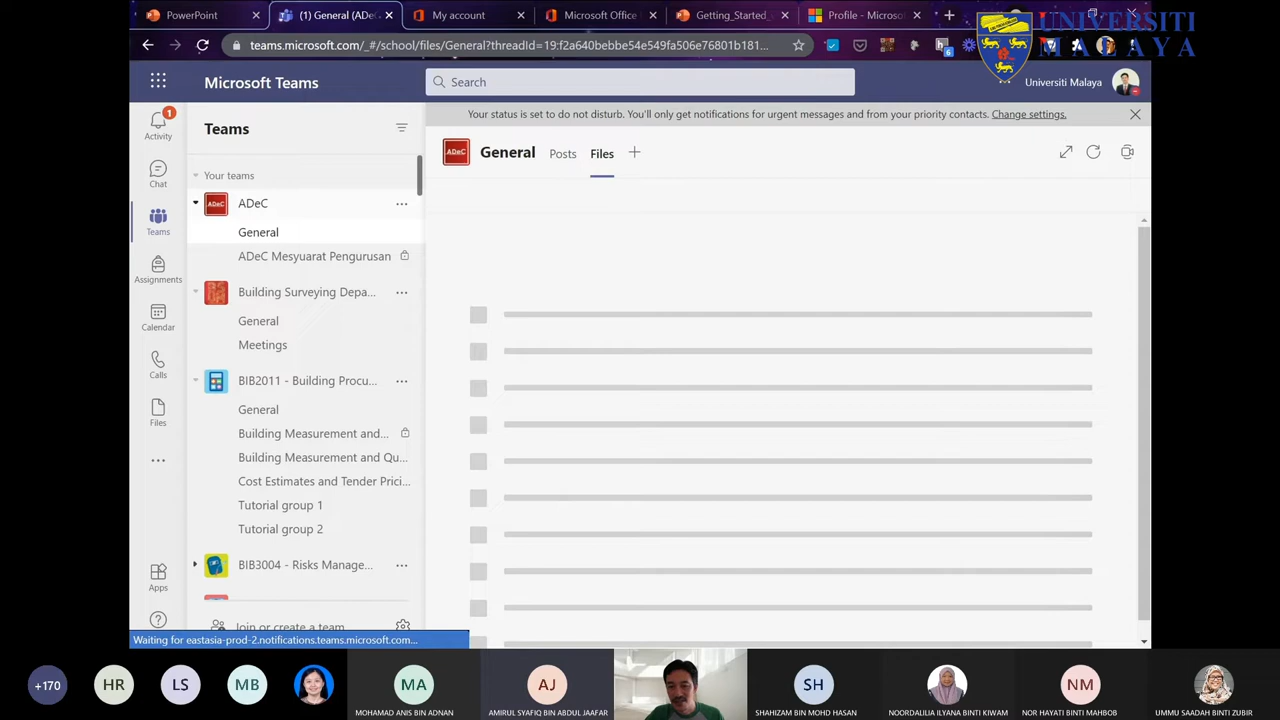 PowerPoint
(1) General (ADeC
My account
Microsoft Office
Getting_Started_
Profile - Microso
UNIVERSITI
MALAYA
teams.microsoft.com/_#/school/files/General?threadId=19:f2a640bebbe54e549fa506e76801b181...
6
Microsoft Teams
Search
Universiti Malaya
Your status is set to do not disturb. You'll only get notifications for urgent messages and from your priority contacts. Change settings.
1
Activity
Chat
Teams
Assignments
Calendar
Calls
Files
Apps
Teams
Your teams
ADeC
ADeC
General
ADeC Mesyuarat Pengurusan
Building Surveying Depa...
General
Meetings
BIB2011 - Building Procu...
General
Building Measurement and...
Building Measurement and Qu...
Cost Estimates and Tender Prici...
Tutorial group 1
Tutorial group 2
BIB3004 - Risks Manage...
Join or create a team
ADeC
General
Posts
Files
Waiting for eastasia-prod-2.notifications.teams.microsoft.com...
+170
HR
LS
MB
MA
AJ
SH
NM
MOHAMAD ANIS BIN ADNAN
AMIRUL SYAFIQ BIN ABDUL JAAFAR
SHAHIZAM BIN MOHD HASAN
NOORDALILA ILYANA BINTI KIWAM
NOR HAYATI BINTI MAHBOB
UMMU SAADAH BINTI ZUBIR